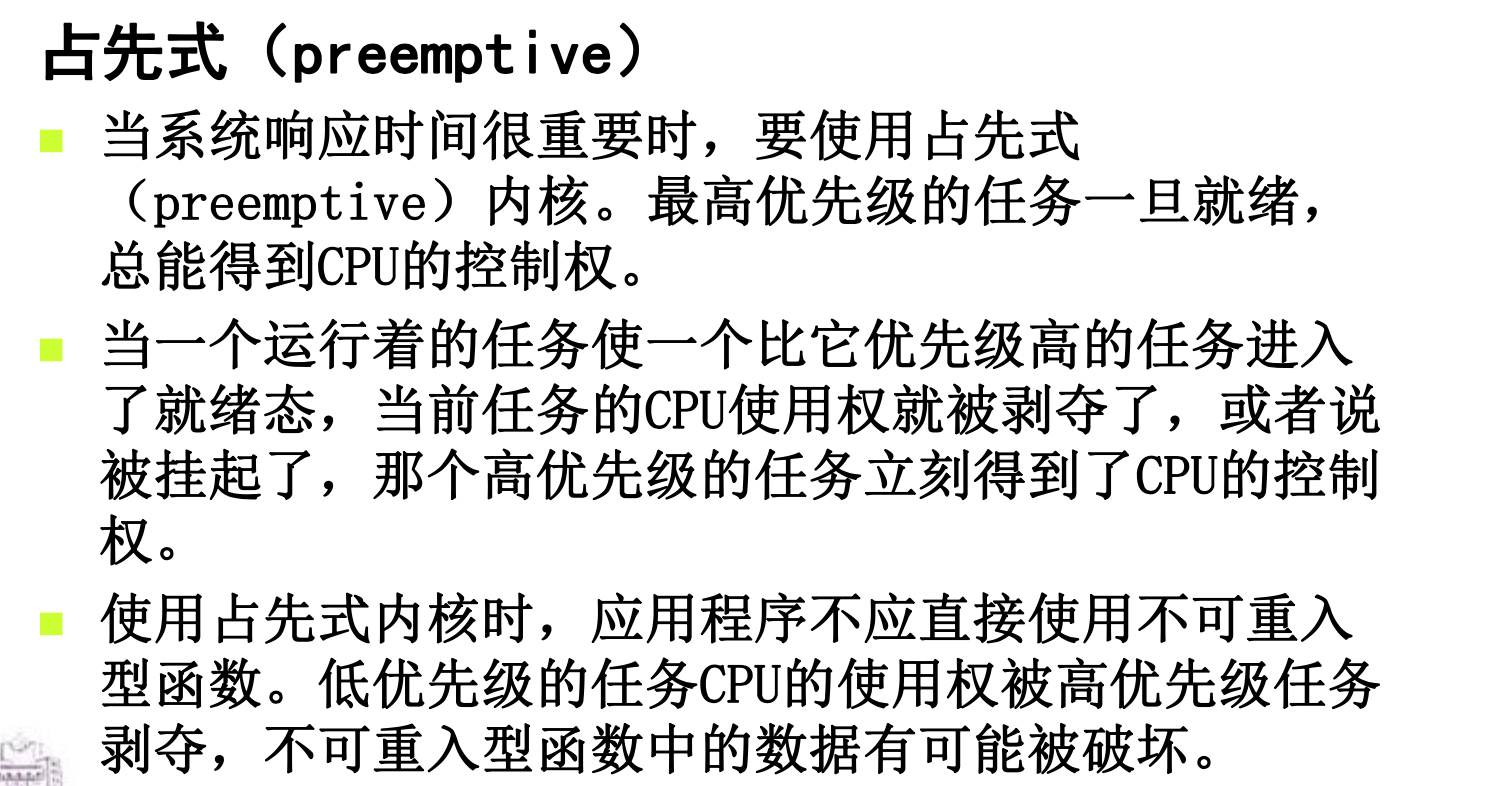 占先式（preemptive）
当系统响应时间很重要时，要使用占先式
（preemptive）内核。最高优先级的任务一旦就绪，
总能得到CPU的控制权。
当一个运行着的任务使一个比它优先级高的任务进入
了就绪态，当前任务的CPU使用权就被剥夺了，或者说
被挂起了，那个高优先级的任务立刻得到了CPU的控制
权。
使用占先式内核时，应用程序不应直接使用不可重入
型函数。低优先级的任务CPU的使用权被高优先级任务
剥夺，不可重入型函数中的数据有可能被破坏。